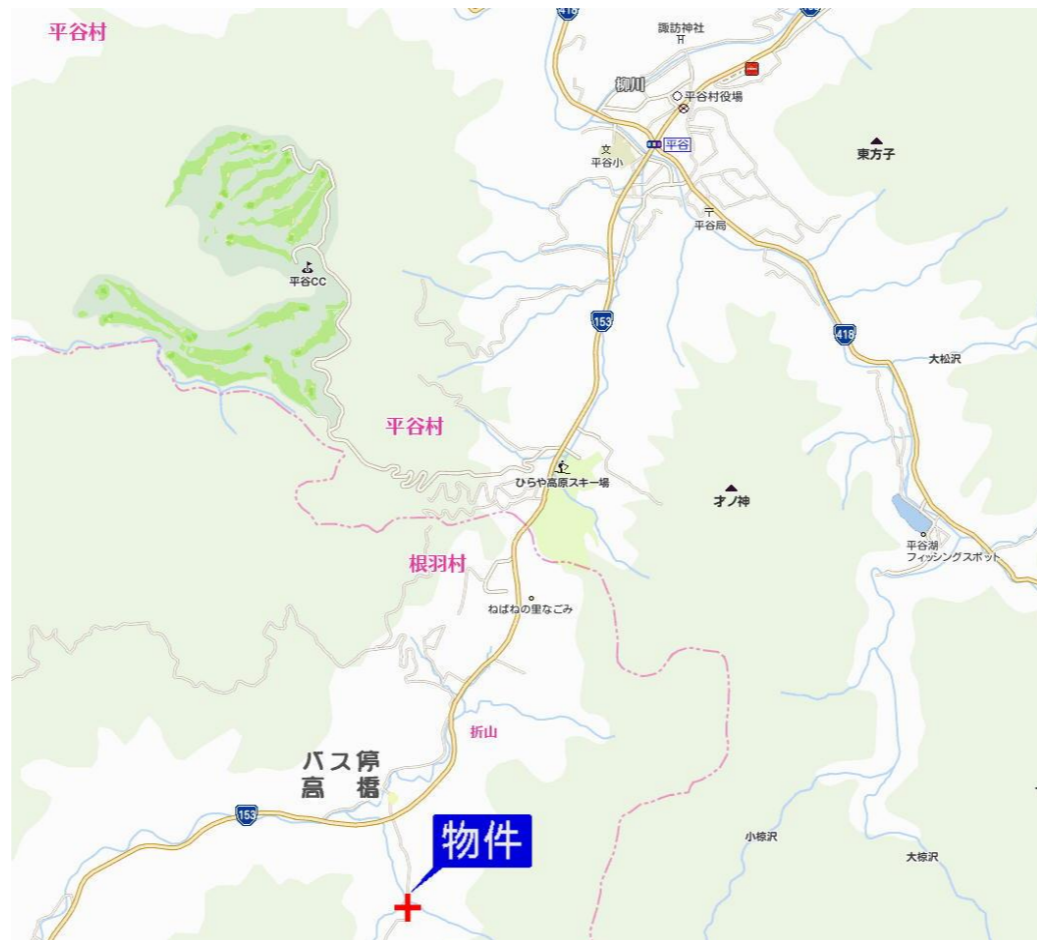 418
平谷村
諏訪神社
柳川
平谷村役場
平谷
文
平谷小
東方子
平谷局
平谷CC
153
418
大松沢
平谷村
ひらや高原スキー場
才ノ神
平谷湖
フィッシングスポット
根羽村
ねばねの里なごみ
折山
バス停
高橋
153
物件
小椋沢
大椋沢